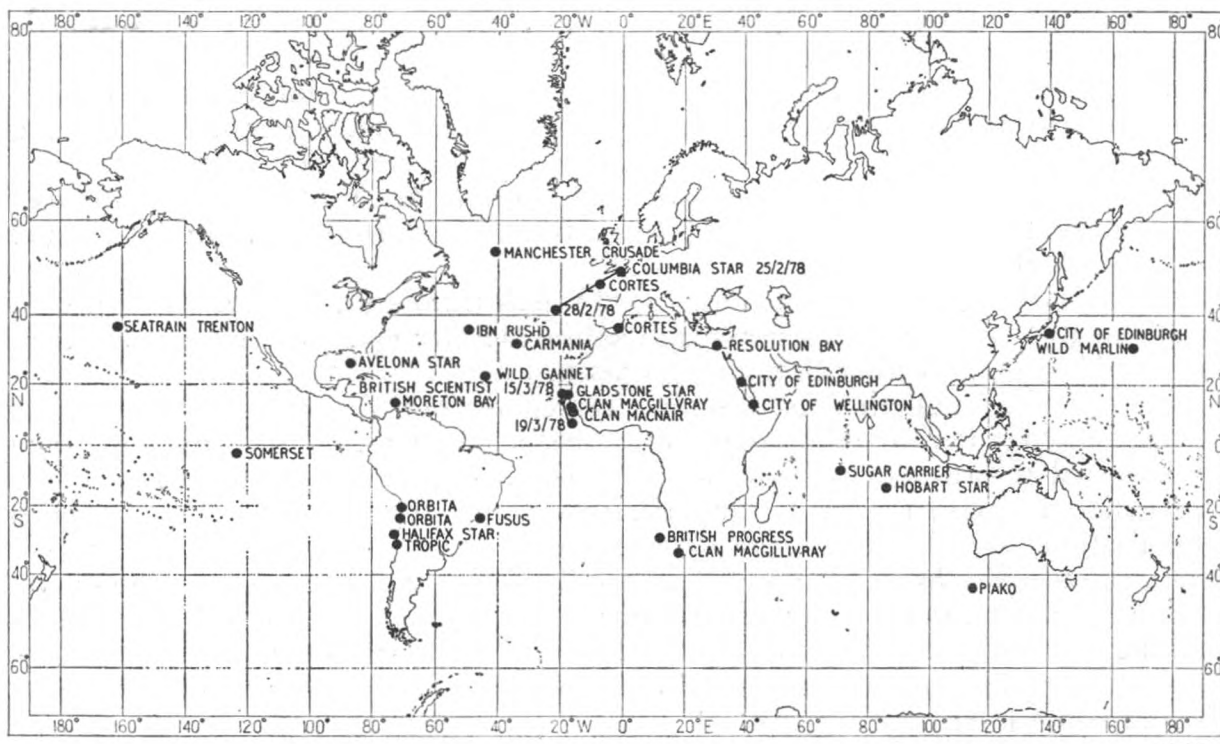 180° 160° 140° 120° 100° 80° 60° 40° 20° W 0° 20° E 40° 60° 80° 100° 120° 140° 160° 180°
80° 80
60° 60°
MANCHESTER CRUSADE
COLUMBIA STAR 25/2/78
CORTES
40° 28/2/78 40°
SEATRAIN TRENTON
IBN RUSHD
CORTES
CITY OF EDINBURGH
CARMANIA
RESOLUTION BAY
WILD MARLIN
AVELONA STAR
WILD GANNET
20° CITY OF EDINBURGH 20°
N BRITISH SCIENTIST 15/3/78 GLADSTONE STAR N
MORETON BAY CLAN MACGILLVRAY CITY OF WELLINGTON
CLAN MACNAIR
19/3/78
0° 0°
SOMERSET
SUGAR CARRIER
HOBART STAR
20° ORBITA 20°
S ORBITA FUSUS S
HALIFAX STAR BRITISH PROGRESS
TROPIC
CLAN MACGILLIVRAY
40° 40°
PIAKO
60° 60
180° 160° 140° 120° 100° 80° 60° 40° 20° W 0° 20° E 40° 60° 80° 100° 120° 140° 160° 180°